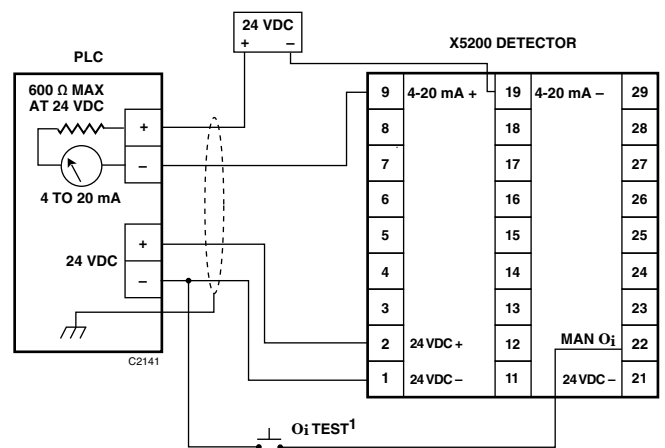 24 VDC
+ –
PLC
X5200 DETECTOR
600 Ω MAX
AT 24 VDC
+
–
4 TO 20 mA
24 VDC
+
–
C2141
9 4-20 mA + 19 4-20 mA – 29
8 18 28
7 17 27
6 16 26
5 15 25
4 14 24
3 13 23
2 24 VDC + 12 MAN Oi 22
1 24 VDC – 11 24 VDC – 21
Oi TEST1